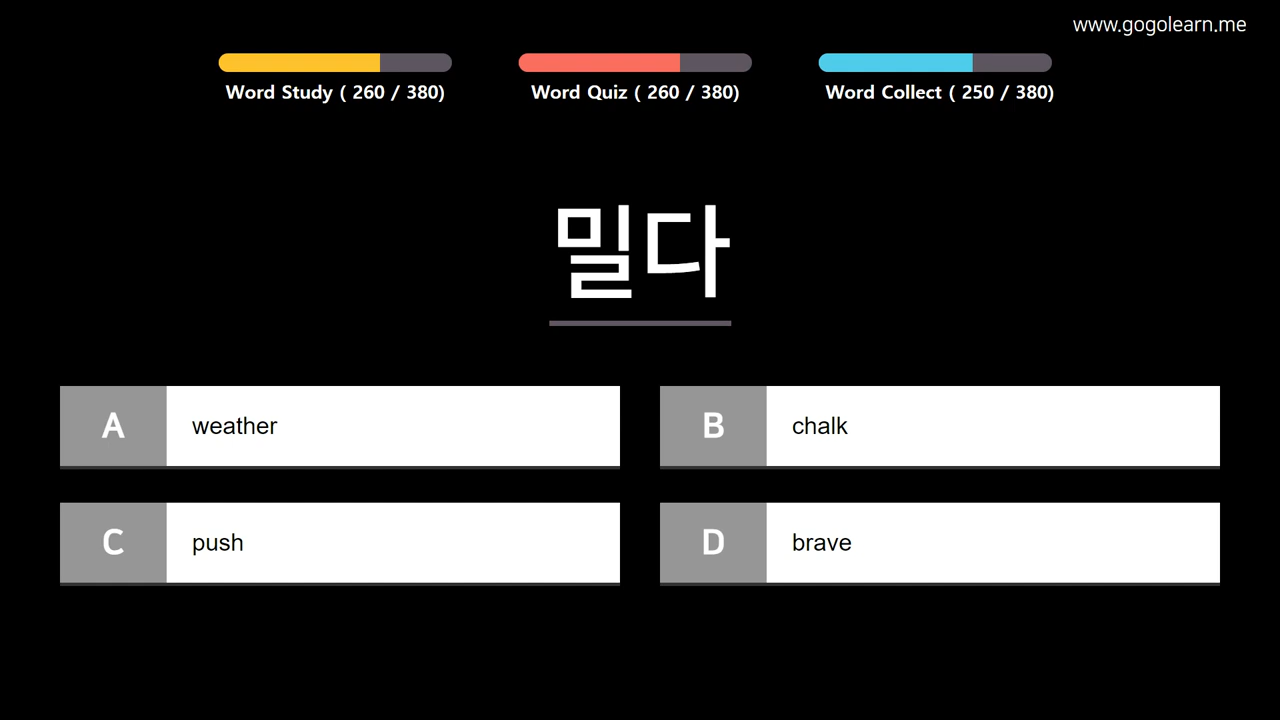 www.gogolearn.me
Word Study ( 260 / 380)
Word Quiz ( 260 / 380)
Word Collect ( 250 / 380)
밀다
A weather
B chalk
C push
D brave